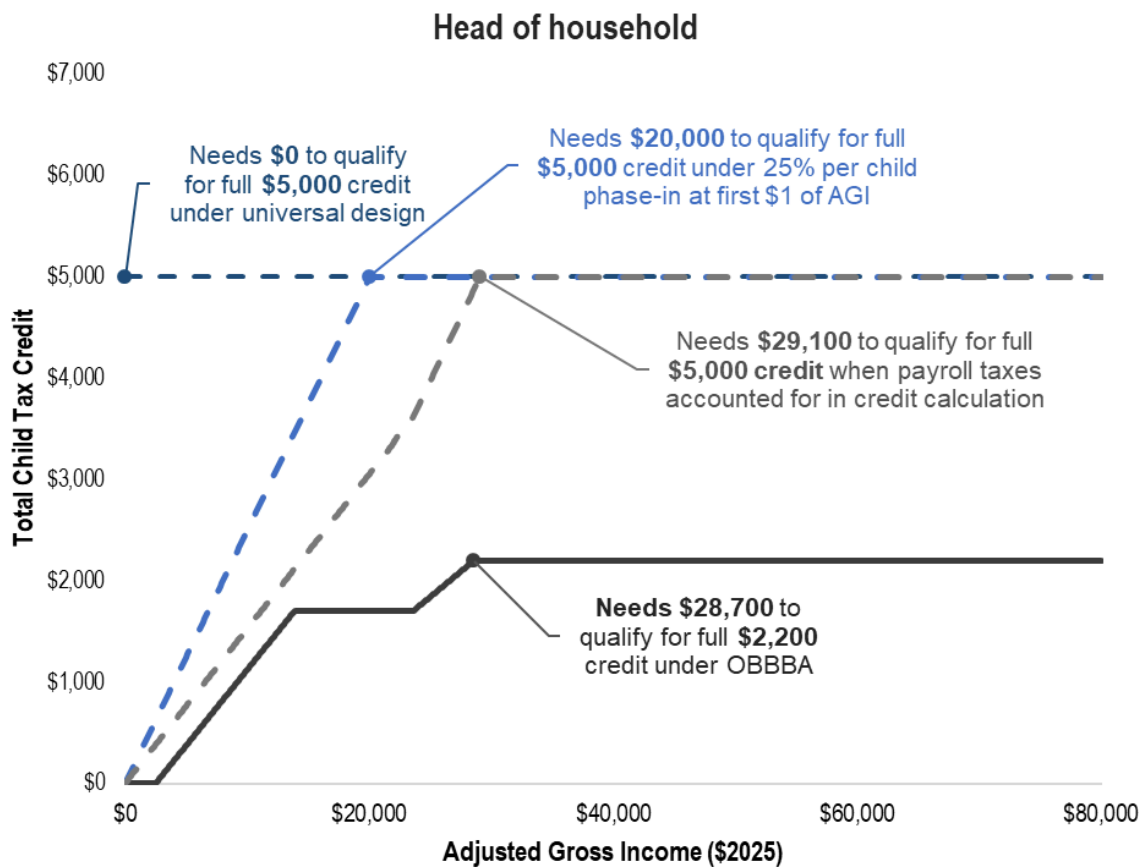 Head of household
$7,000
$6,000
$5,000
$4,000
$3,000
$2,000
$1,000
$0
Total Child Tax Credit
Needs $0 to qualify
for full $5,000 credit
under universal design
Needs $20,000 to qualify for full
$5,000 credit under 25% per child
phase-in at first $1 of AGI
Needs $29,100 to qualify for full
$5,000 credit when payroll taxes
accounted for in credit calculation
Needs $28,700 to
qualify for full $2,200
credit under OBBBA
$0
$20,000
$40,000
$60,000
$80,000
Adjusted Gross Income ($2025)